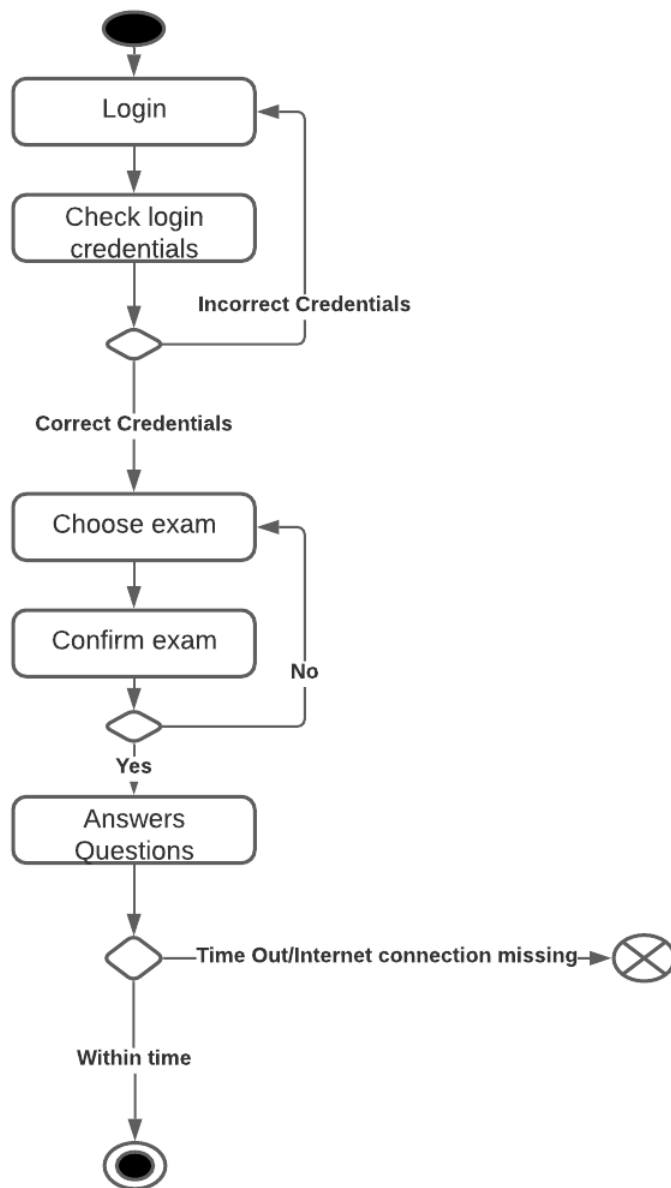 Login
Check login
credentials
Incorrect Credentials
Correct Credentials
Choose exam
Confirm exam
No
Yes
Answers
Questions
Time Out/Internet connection missing
Within time